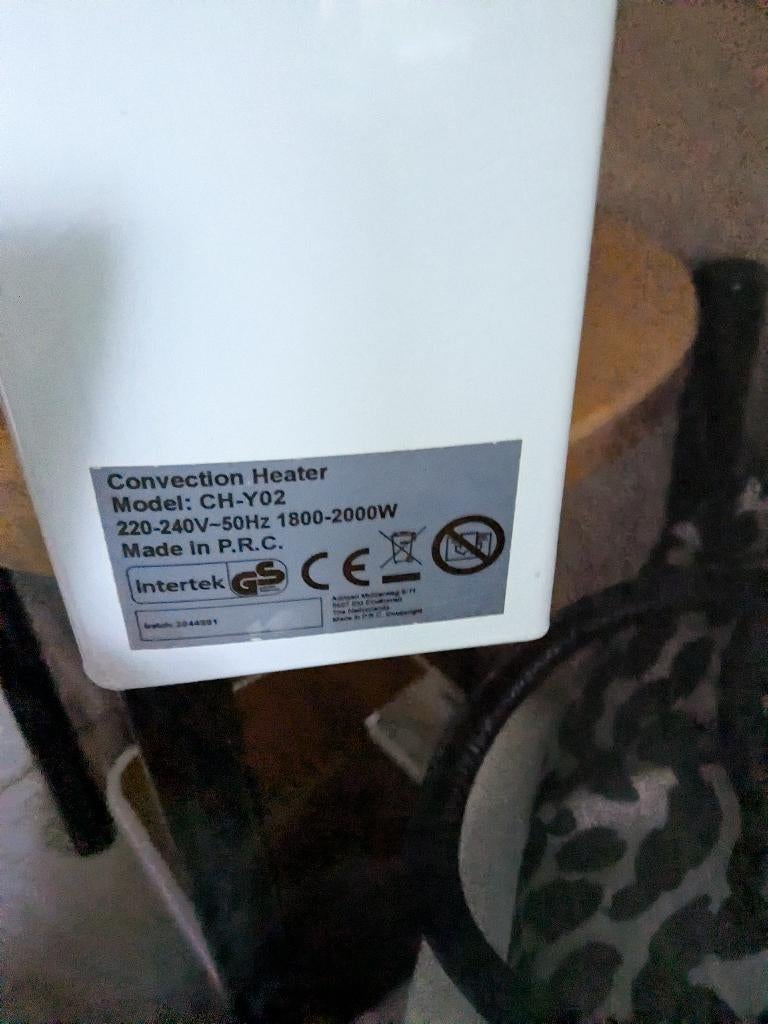 Convection Heater
Model: CH-Y02
220-240V~50Hz 1800-2000W
Made in P.R.C.
Intertek GS CE
The Netherlands
Made in P.R.C.
batch